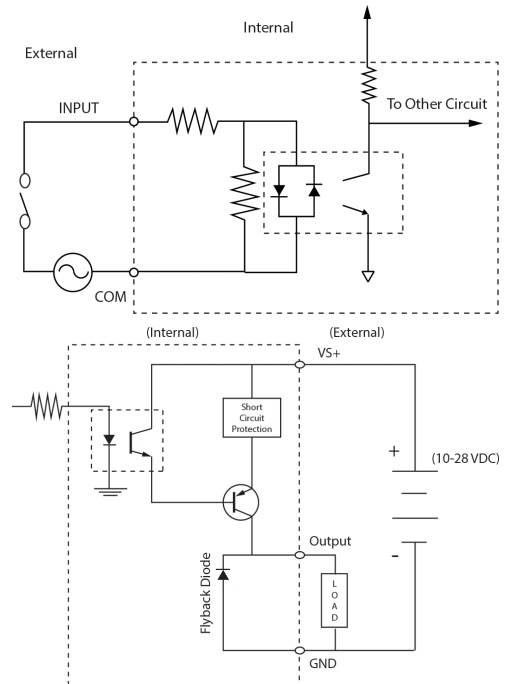 Internal
External
INPUT
To Other Circuit
COM
(Internal)
(External)
VS+
Short
Circuit
Protection
+
(10-28 VDC)
-
Output
Flyback Diode
L
O
A
D
GND